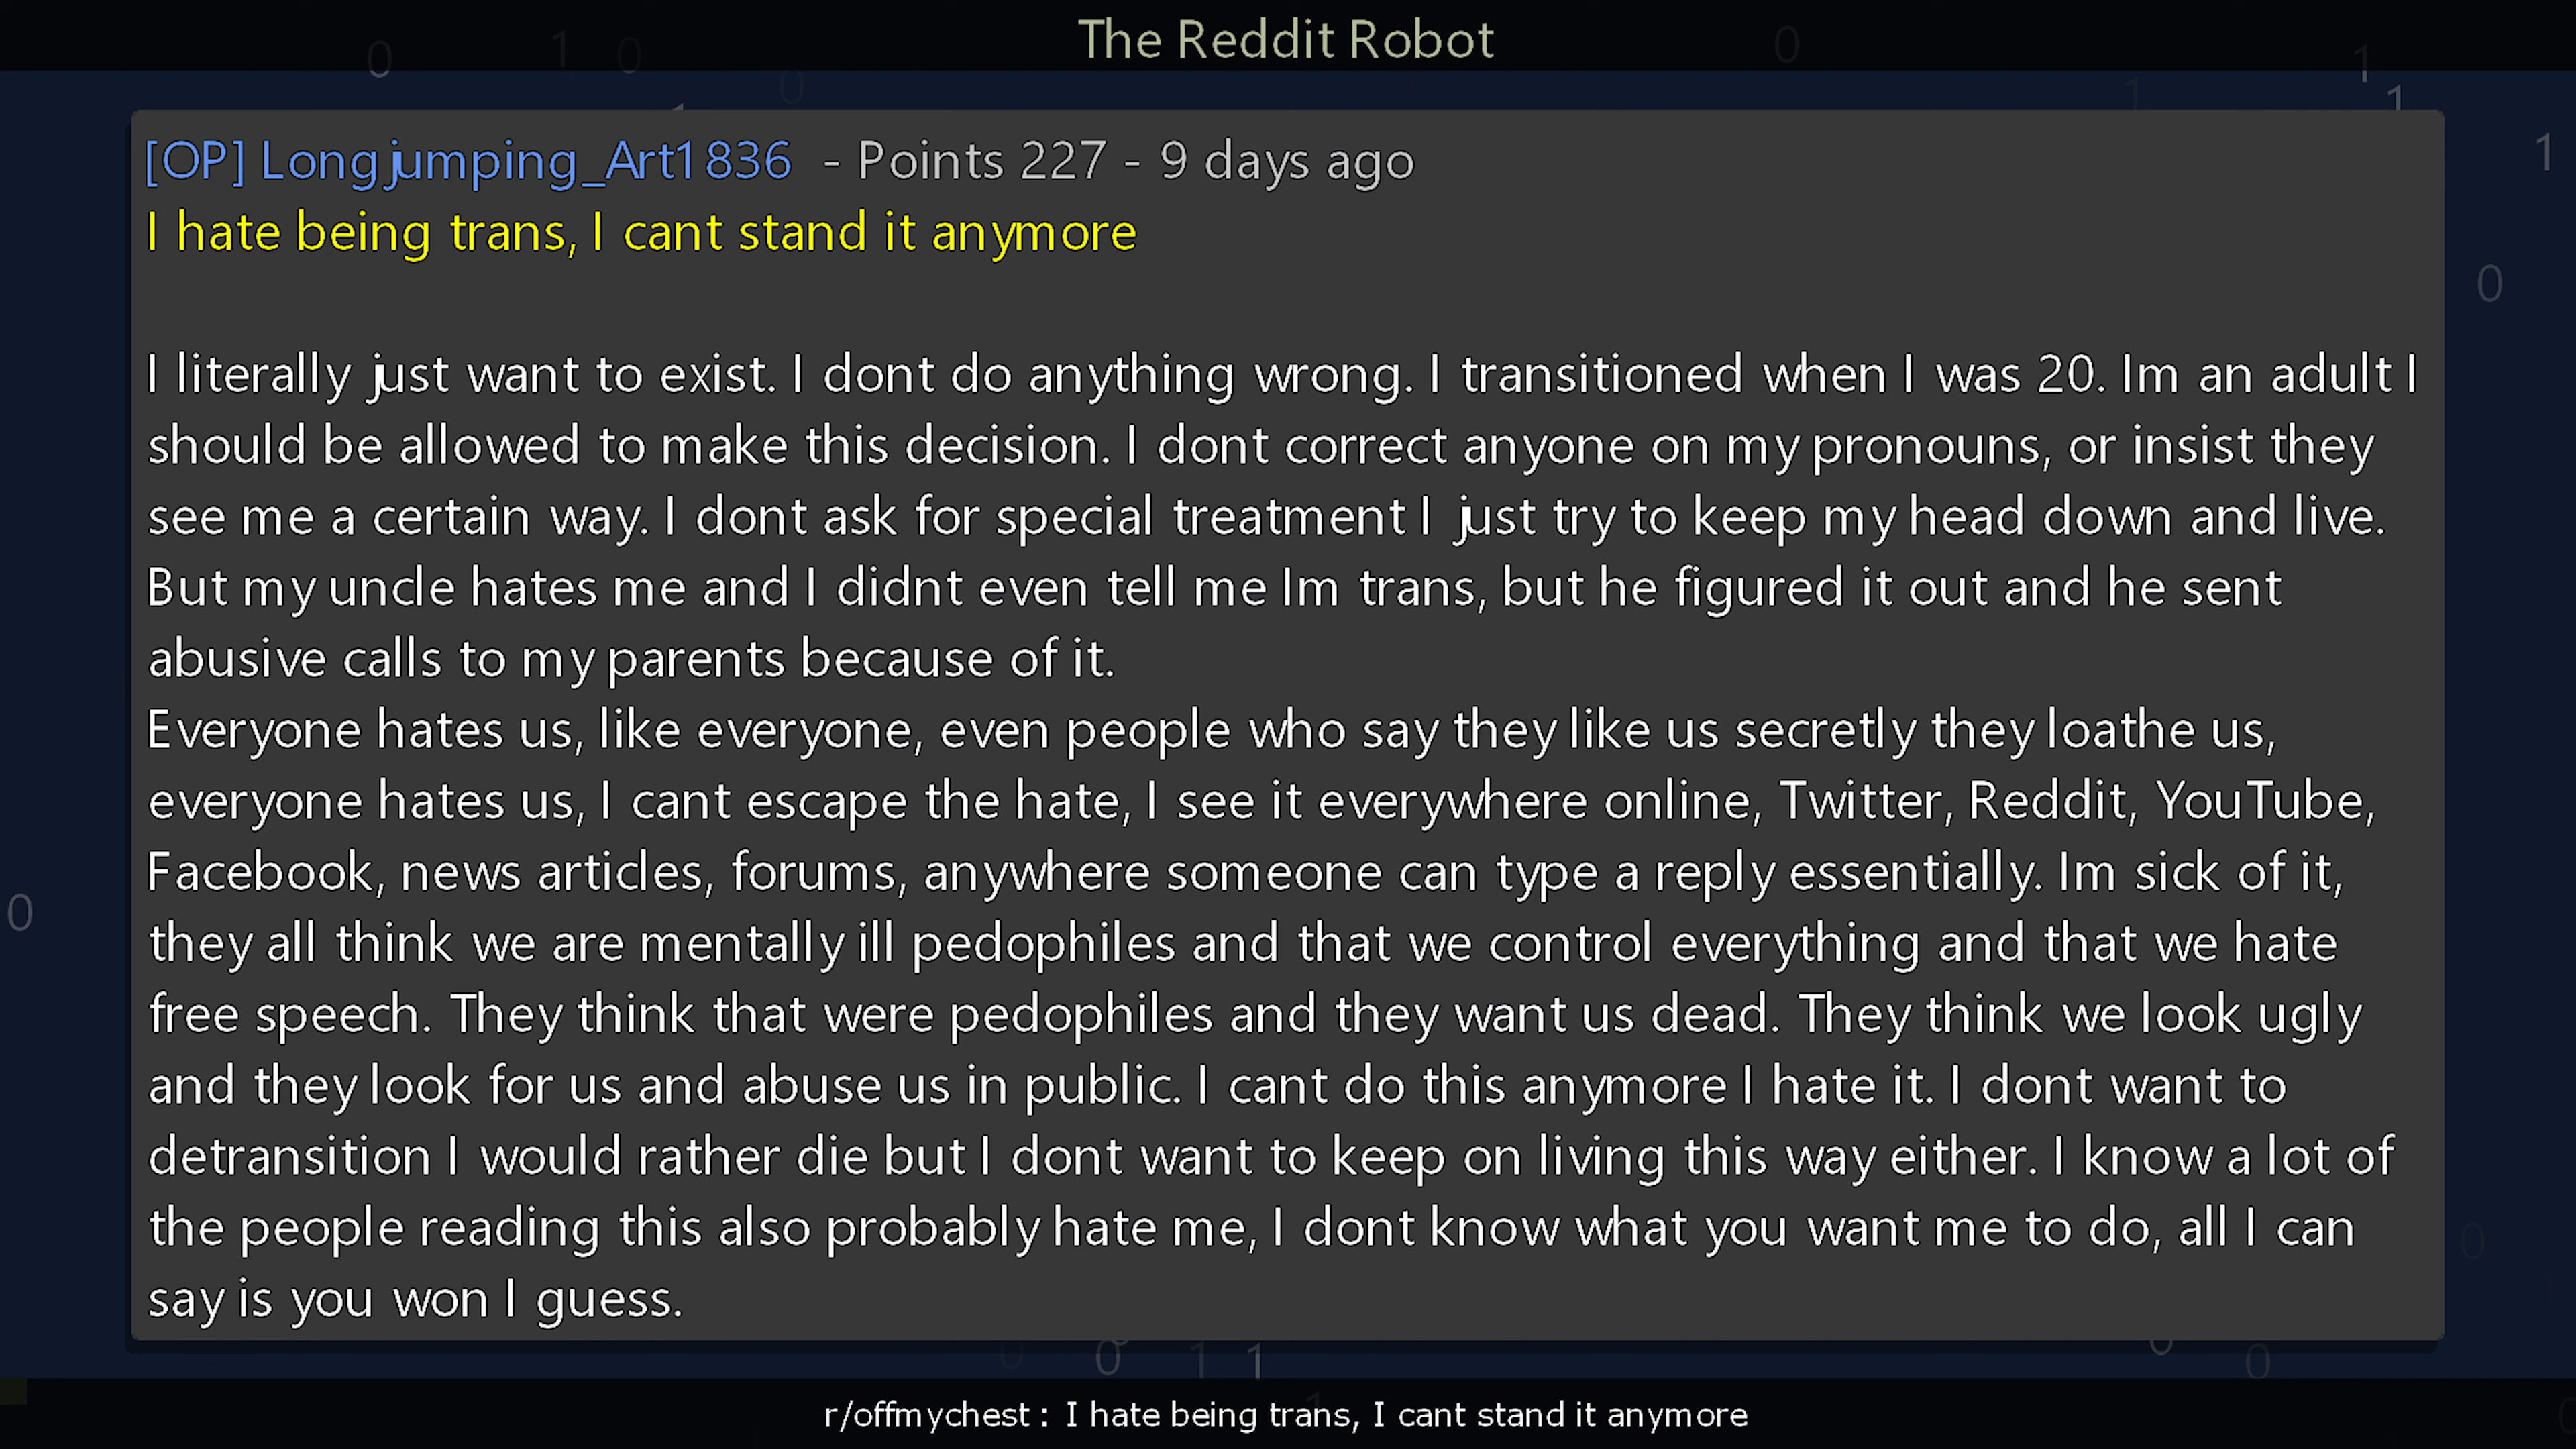 The Reddit Robot
[OP] Longjumping_Art1836 - Points 227 - 9 days ago
I hate being trans, I cant stand it anymore
I literally just want to exist. I dont do anything wrong. I transitioned when I was 20. Im an adult I
should be allowed to make this decision. I dont correct anyone on my pronouns, or insist they
see me a certain way. I dont ask for special treatment I just try to keep my head down and live.
But my uncle hates me and I didnt even tell me Im trans, but he figured it out and he sent
abusive calls to my parents because of it.
Everyone hates us, like everyone, even people who say they like us secretly they loathe us,
everyone hates us, I cant escape the hate, I see it everywhere online, Twitter, Reddit, YouTube,
Facebook, news articles, forums, anywhere someone can type a reply essentially. Im sick of it,
they all think we are mentally ill pedophiles and that we control everything and that we hate
free speech. They think that were pedophiles and they want us dead. They think we look ugly
and they look for us and abuse us in public. I cant do this anymore I hate it. I dont want to
detransition I would rather die but I dont want to keep on living this way either. I know a lot of
the people reading this also probably hate me, I dont know what you want me to do, all I can
say is you won I guess.
r/offmychest : I hate being trans, I cant stand it anymore